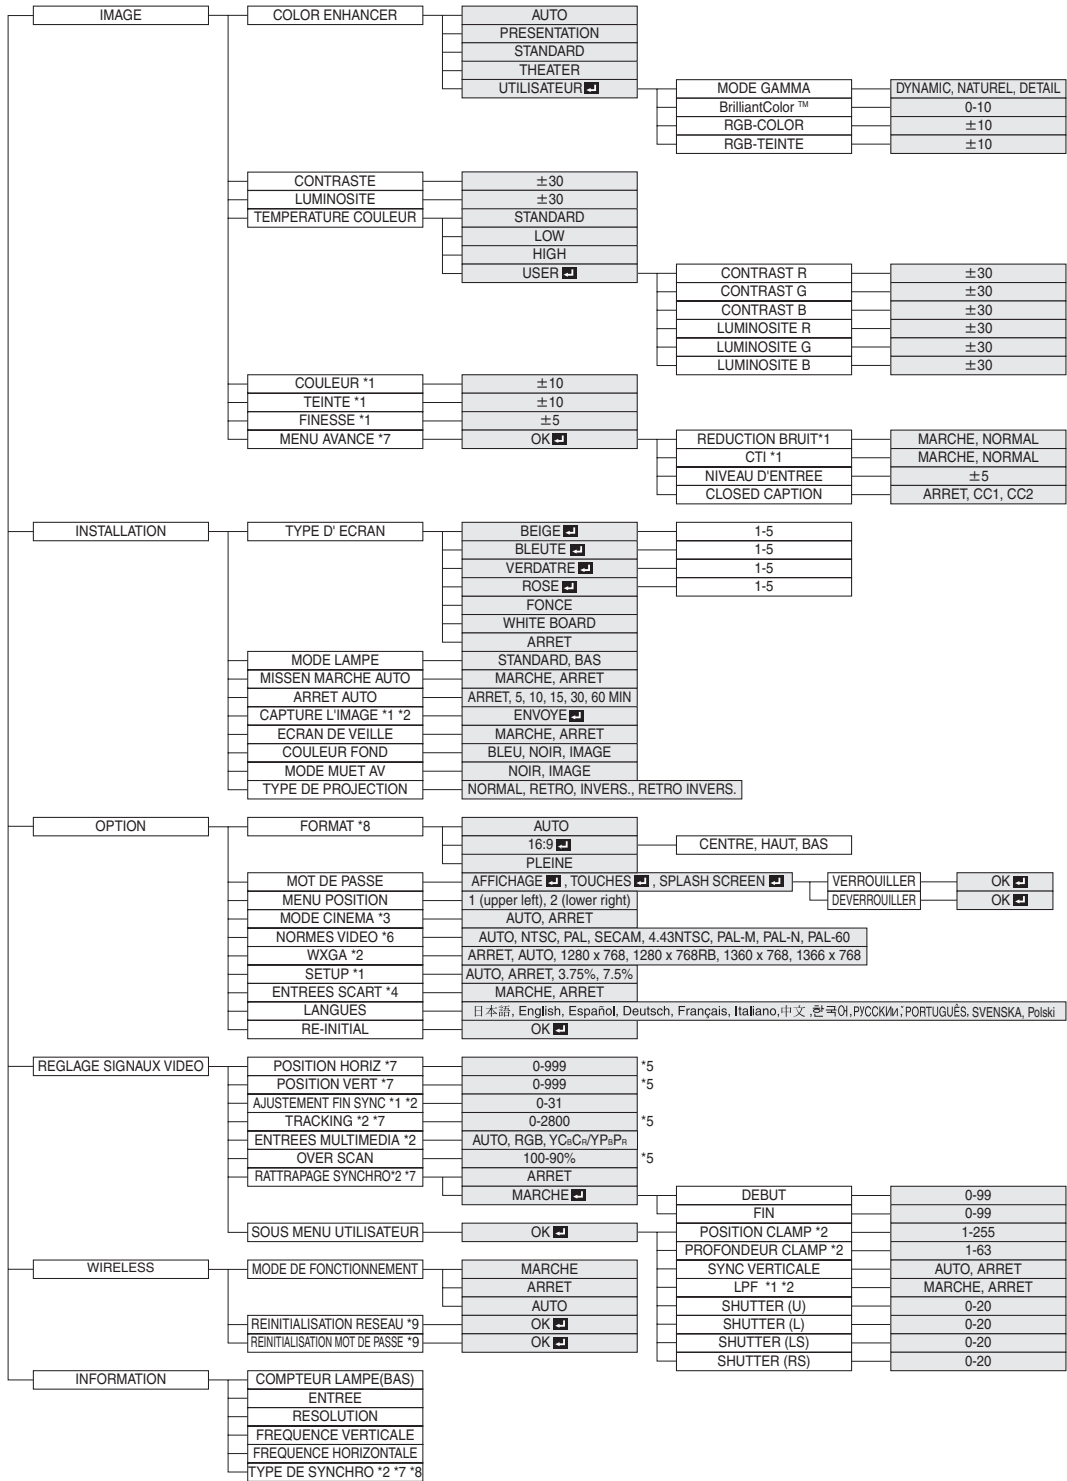 IMAGE COLOR ENHANCER AUTO
PRESENTATION
STANDARD
THEATER
UTILISATEUR MODE GAMMA DYNAMIC, NATUREL, DETAIL
BrilliantColor ™ 0-10
RGB-COLOR ±10
RGB-TEINTE ±10
CONTRASTE ±30
LUMINOSITE ±30
TEMPERATURE COULEUR STANDARD
LOW
HIGH
USER CONTRAST R ±30
CONTRAST G ±30
CONTRAST B ±30
LUMINOSITE R ±30
LUMINOSITE G ±30
LUMINOSITE B ±30
COULEUR *1 ±10
TEINTE *1 ±10
FINESSE *1 ±5
MENU AVANCE *7 OK REDUCTION BRUIT*1 MARCHE, NORMAL
CTI *1 MARCHE, NORMAL
NIVEAU D'ENTREE ±5
CLOSED CAPTION ARRET, CC1, CC2
INSTALLATION TYPE D' ECRAN BEIGE 1-5
BLEUTE 1-5
VERDATRE 1-5
ROSE 1-5
FONCE
WHITE BOARD
ARRET
MODE LAMPE STANDARD, BAS
MISSEN MARCHE AUTO MARCHE, ARRET
ARRET AUTO ARRET, 5, 10, 15, 30, 60 MIN
CAPTURE L'IMAGE *1 *2 ENVOYE
ECRAN DE VEILLE MARCHE, ARRET
COULEUR FOND BLEU, NOIR, IMAGE
MODE MUET AV NOIR, IMAGE
TYPE DE PROJECTION NORMAL, RETRO, INVERS., RETRO INVERS.
OPTION FORMAT *8 AUTO
16:9 CENTRE, HAUT, BAS
PLEINE
MOT DE PASSE AFFICHAGE , TOUCHES , SPLASH SCREEN VERROUILLER OK
DEVERROUILLER OK
MENU POSITION 1 (upper left), 2 (lower right)
MODE CINEMA *3 AUTO, ARRET
NORMES VIDEO *6 AUTO, NTSC, PAL, SECAM, 4.43NTSC, PAL-M, PAL-N, PAL-60
WXGA *2 ARRET, AUTO, 1280 x 768, 1280 x 768RB, 1360 x 768, 1366 x 768
SETUP *1 AUTO, ARRET, 3.75%, 7.5%
ENTREES SCART *4 MARCHE, ARRET
LANGUES 日本語, English, Español, Deutsch, Français, Italiano,中文 ,한국어,РУССКИЙ,PORTUGUÊS, SVENSKA, Polski
RE-INITIAL OK
REGLAGE SIGNAUX VIDEO POSITION HORIZ *7 0-999 *5
POSITION VERT *7 0-999 *5
AJUSTEMENT FIN SYNC *1 *2 0-31
TRACKING *2 *7 0-2800 *5
ENTREES MULTIMEDIA *2 AUTO, RGB, YCBCR/YPBPR
OVER SCAN 100-90% *5
RATTRAPAGE SYNCHRO*2 *7 ARRET
MARCHE DEBUT 0-99
FIN 0-99
SOUS MENU UTILISATEUR OK POSITION CLAMP *2 1-255
PROFONDEUR CLAMP *2 1-63
SYNC VERTICALE AUTO, ARRET
LPF *1 *2 MARCHE, ARRET
SHUTTER (U) 0-20
SHUTTER (L) 0-20
SHUTTER (LS) 0-20
SHUTTER (RS) 0-20
WIRELESS MODE DE FONCTIONNEMENT MARCHE
ARRET
AUTO
REINITIALISATION RESEAU *9 OK
REINITIALISATION MOT DE PASSE *9 OK
INFORMATION COMPTEUR LAMPE(BAS)
ENTREE
RESOLUTION
FREQUENCE VERTICALE
FREQUENCE HORIZONTALE
TYPE DE SYNCHRO *2 *7 *8